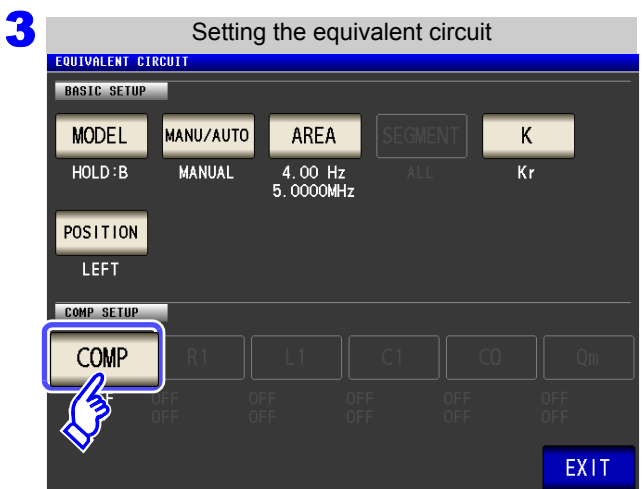 3
Setting the equivalent circuit
EQUIVALENT CIRCUIT
BASIC SETUP
MODEL MANU/AUTO AREA SEGMENT K
HOLD:B MANUAL 4.00 Hz ALL Kr
5.0000MHz
POSITION
LEFT
COMP SETUP
COMP R1 L1 C1 C0 Qm
OFF OFF OFF OFF OFF
OFF OFF OFF OFF OFF
EXIT